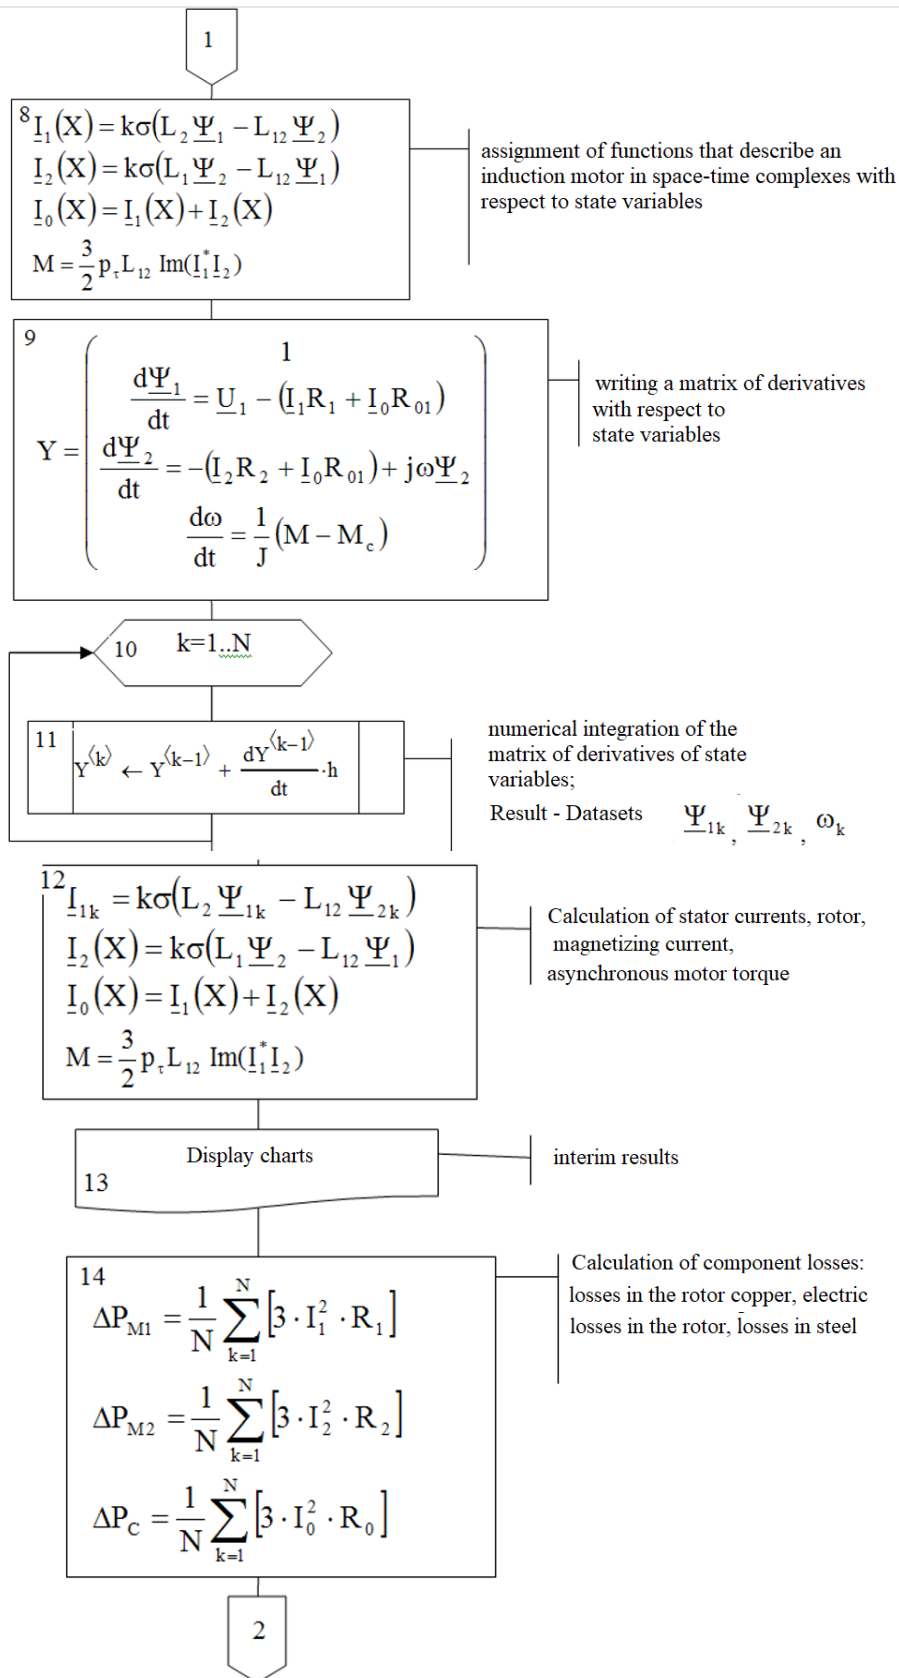 1
8
I₁(X) = kσ(L₂Ψ₁ − L₁₂Ψ₂)
I₂(X) = kσ(L₁Ψ₂ − L₁₂Ψ₁)
I₀(X) = I₁(X) + I₂(X)
M = 3/2 pτ L₁₂ Im(I₁* I₂)
assignment of functions that describe an
induction motor in space-time complexes with
respect to state variables
9
Y = (
1
dΨ₁/dt = U₁ − (I₁R₁ + I₀R₀₁)
dΨ₂/dt = −(I₂R₂ + I₀R₀₁) + jωΨ₂
dω/dt = 1/J (M − Mc)
)
writing a matrix of derivatives
with respect to
state variables
10 k=1..N
11 Y⟨k⟩ ← Y⟨k−1⟩ + dY⟨k−1⟩/dt ·h
numerical integration of the
matrix of derivatives of state
variables;
Result - Datasets Ψ₁k , Ψ₂k , ωk
12
I₁k = kσ(L₂Ψ₁k − L₁₂Ψ₂k)
I₂(X) = kσ(L₁Ψ₂ − L₁₂Ψ₁)
I₀(X) = I₁(X) + I₂(X)
M = 3/2 pτ L₁₂ Im(I₁* I₂)
Calculation of stator currents, rotor,
magnetizing current,
asynchronous motor torque
Display charts
13
interim results
14
ΔPM1 = 1/N ∑ k=1 N [3 · I₁² · R₁]
ΔPM2 = 1/N ∑ k=1 N [3 · I₂² · R₂]
ΔPC = 1/N ∑ k=1 N [3 · I₀² · R₀]
Calculation of component losses:
losses in the rotor copper, electric
losses in the rotor, losses in steel
2